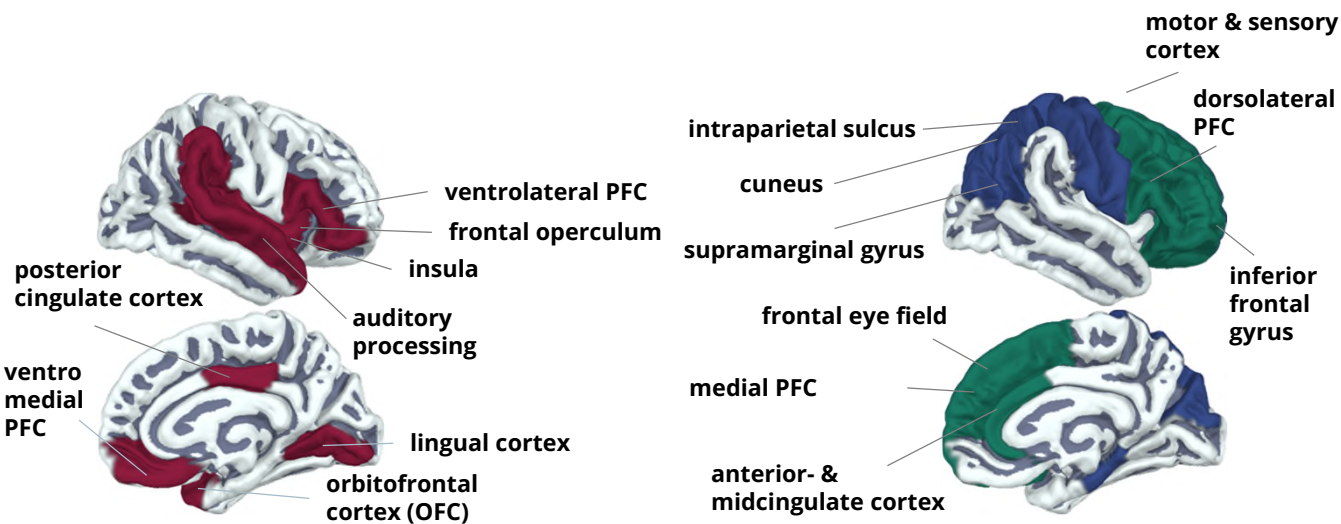 ventrolateral PFC
frontal operculum
insula
posterior
cingulate cortex
auditory
processing
ventro
medial
PFC
lingual cortex
orbitofrontal
cortex (OFC)
motor & sensory
cortex
dorsolateral
PFC
intraparietal sulcus
cuneus
supramarginal gyrus
inferior
frontal
gyrus
frontal eye field
medial PFC
anterior- &
midcingulate cortex